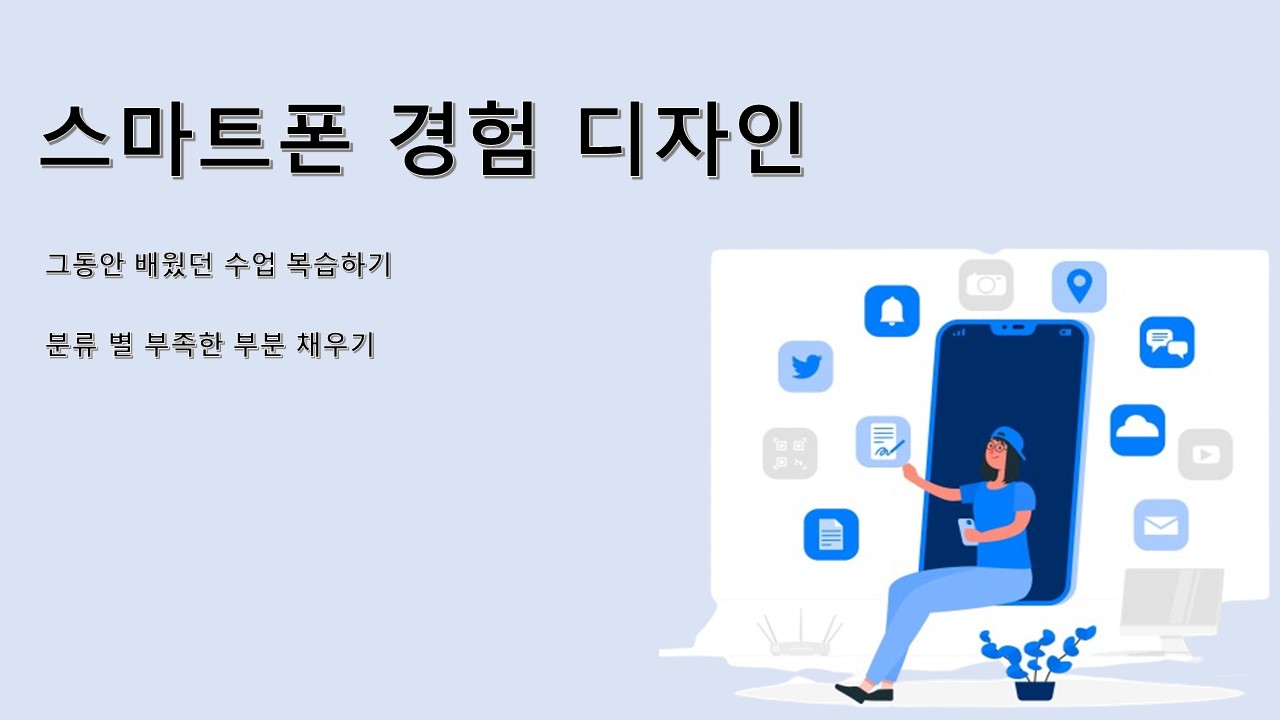 스마트폰 경험 디자인
그동안 배웠던 수업 복습하기
분류 별 부족한 부분 채우기